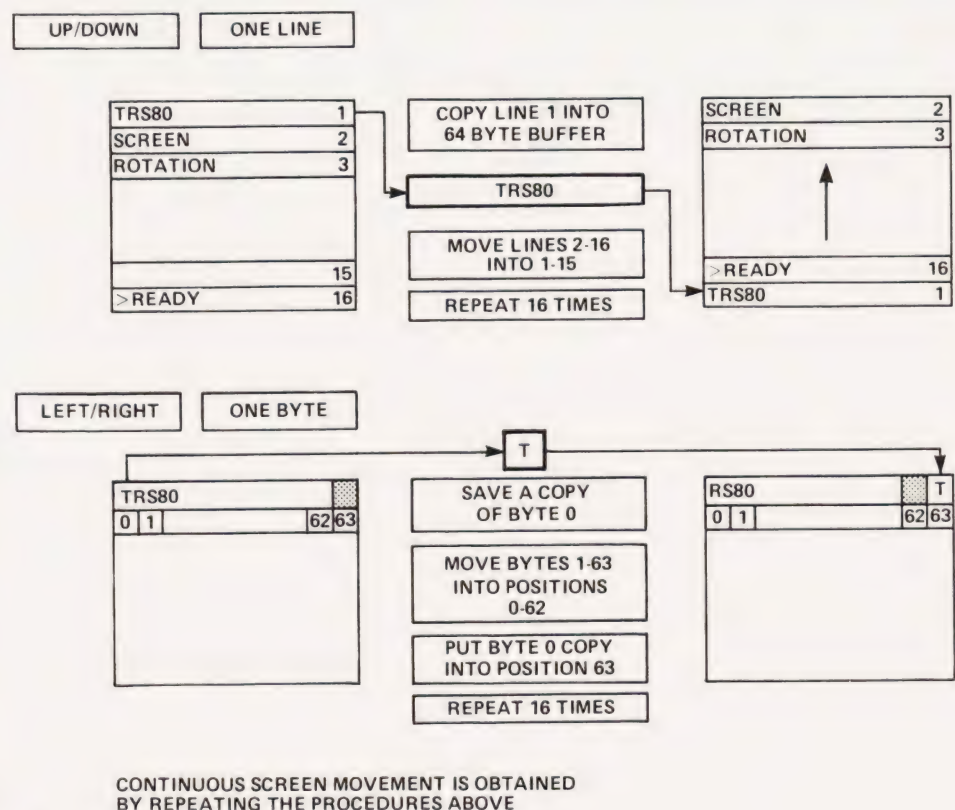 UP/DOWN
ONE LINE
TRS80 1
SCREEN 2
ROTATION 3
15
>READY 16
COPY LINE 1 INTO
64 BYTE BUFFER
TRS80
MOVE LINES 2-16
INTO 1-15
REPEAT 16 TIMES
SCREEN 2
ROTATION 3
>READY 16
TRS80 1
LEFT/RIGHT
ONE BYTE
T
TRS80
0 1 62 63
SAVE A COPY
OF BYTE 0
MOVE BYTES 1-63
INTO POSITIONS
0-62
PUT BYTE 0 COPY
INTO POSITION 63
REPEAT 16 TIMES
RS80 T
0 1 62 63
CONTINUOUS SCREEN MOVEMENT IS OBTAINED
BY REPEATING THE PROCEDURES ABOVE